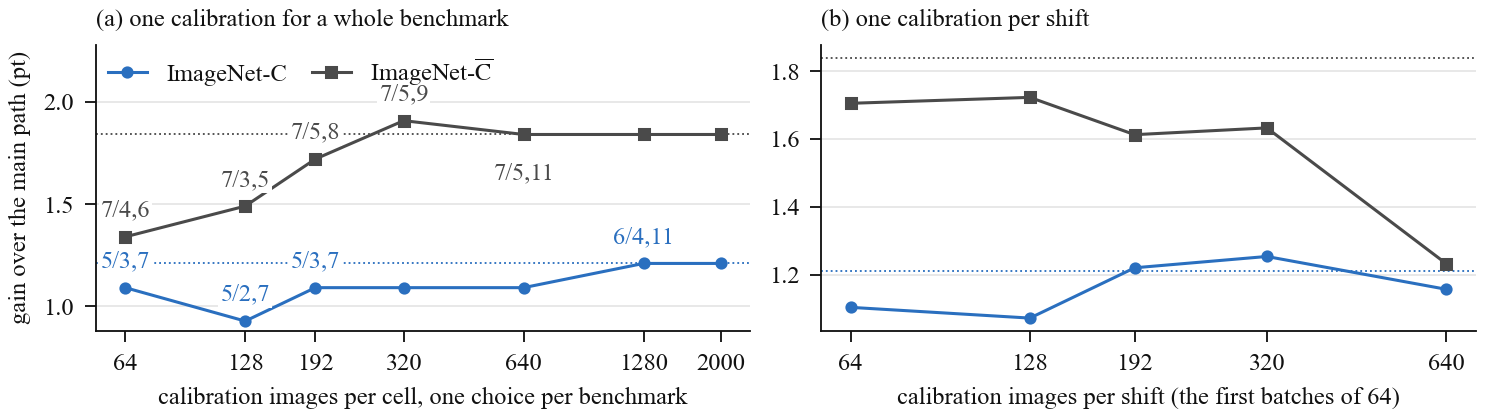 (a) one calibration for a whole benchmark
gain over the main path (pt)
ImageNet-C
ImageNet-C̅
2.0
1.5
1.0
7/4,6
7/3,5
7/5,8
7/5,9
7/5,11
5/3,7
5/2,7
5/3,7
6/4,11
64 128 192 320 640 1280 2000
calibration images per cell, one choice per benchmark
(b) one calibration per shift
1.8
1.6
1.4
1.2
64 128 192 320 640
calibration images per shift (the first batches of 64)